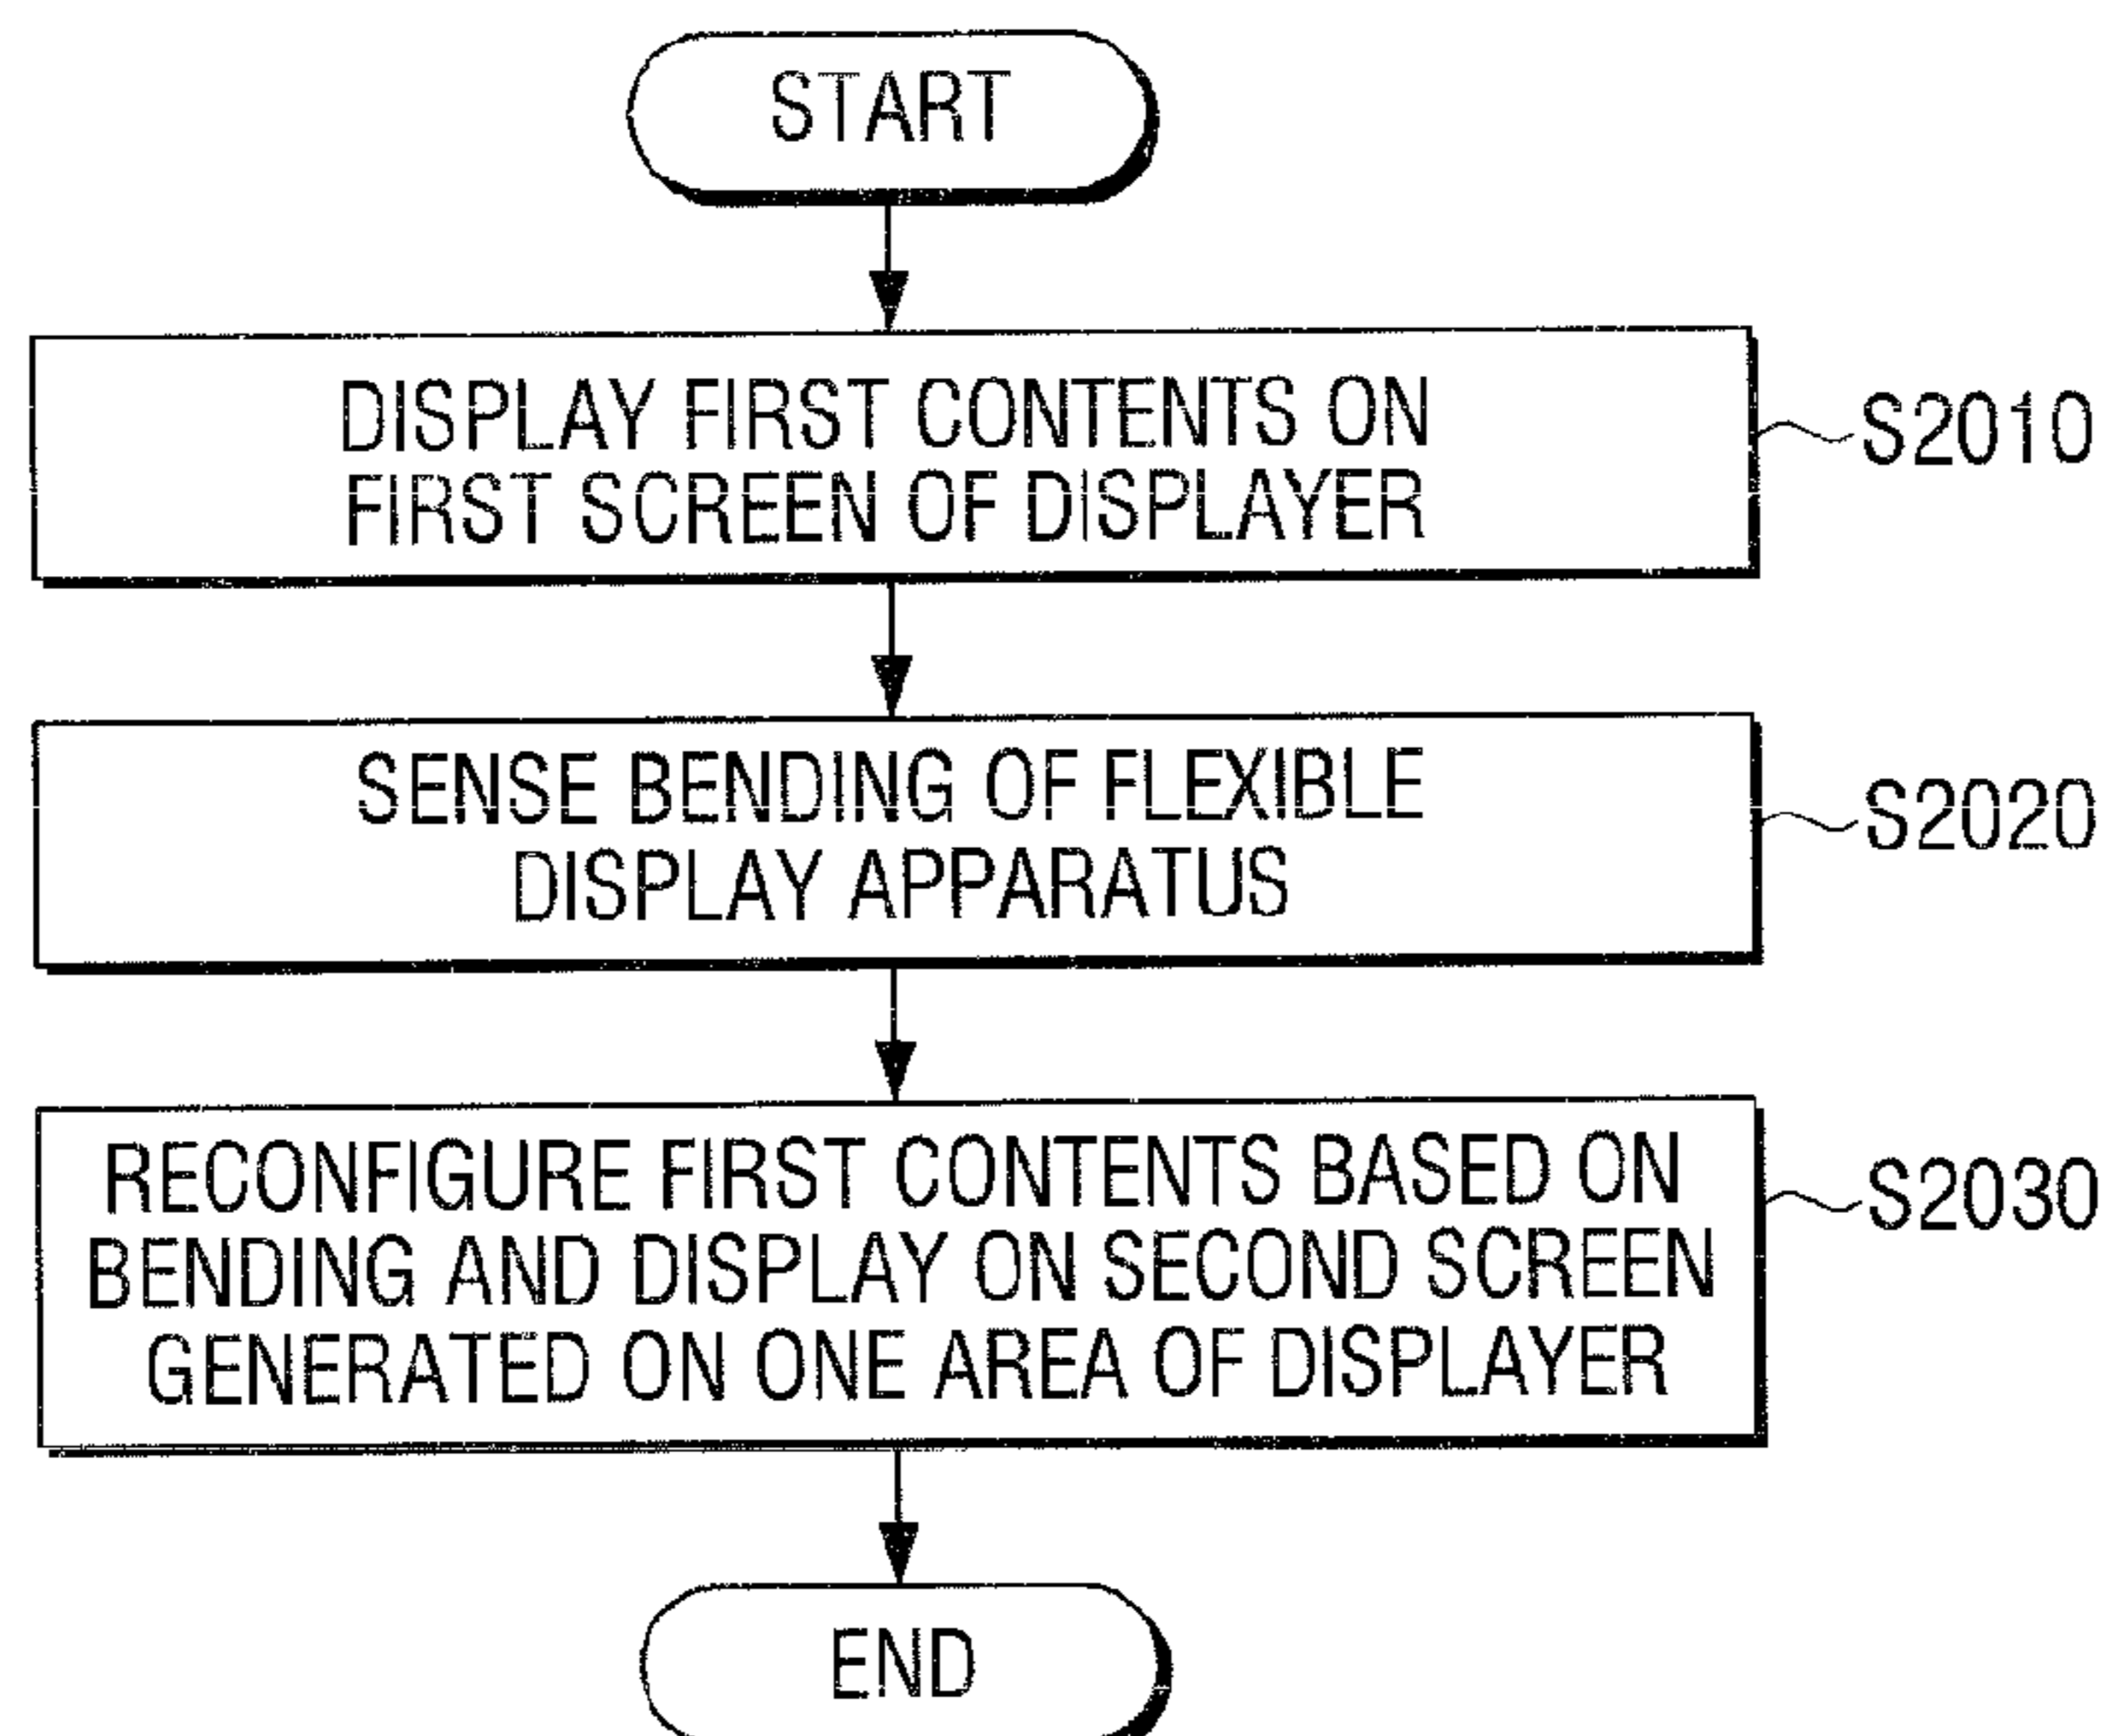 START
DISPLAY FIRST CONTENTS ON
FIRST SCREEN OF DISPLAYER
S2010
SENSE BENDING OF FLEXIBLE
DISPLAY APPARATUS
S2020
RECONFIGURE FIRST CONTENTS BASED ON
BENDING AND DISPLAY ON SECOND SCREEN
GENERATED ON ONE AREA OF DISPLAYER
S2030
END